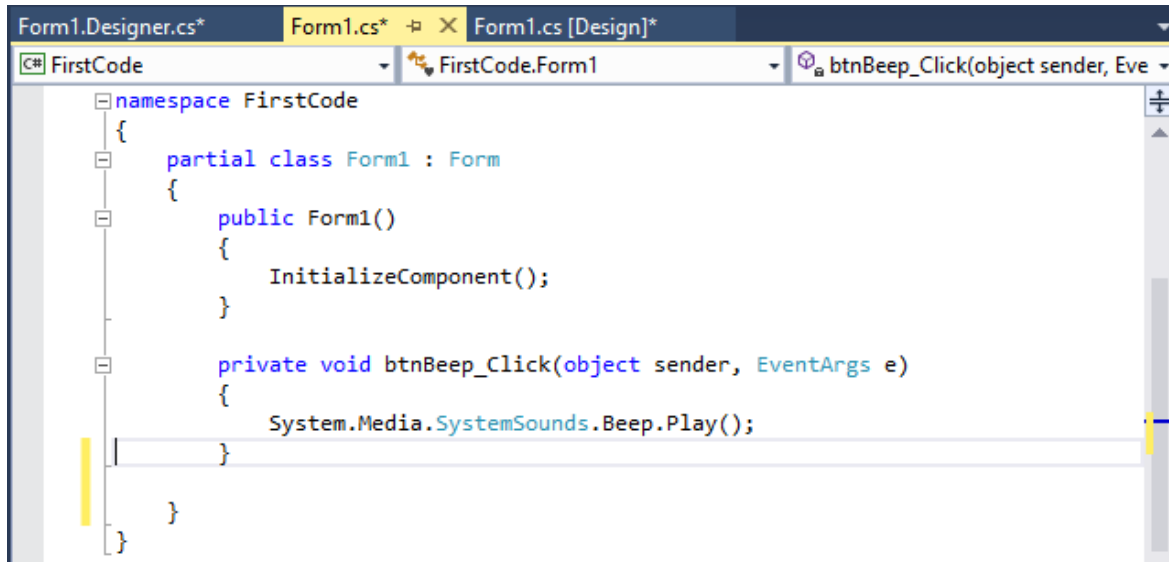 Form1.Designer.cs* Form1.cs* Form1.cs [Design]*
C# FirstCode FirstCode.Form1 btnBeep_Click(object sender, Eve
namespace FirstCode
{
    partial class Form1 : Form
    {
        public Form1()
        {
            InitializeComponent();
        }
        private void btnBeep_Click(object sender, EventArgs e)
        {
            System.Media.SystemSounds.Beep.Play();
        }
    }
}